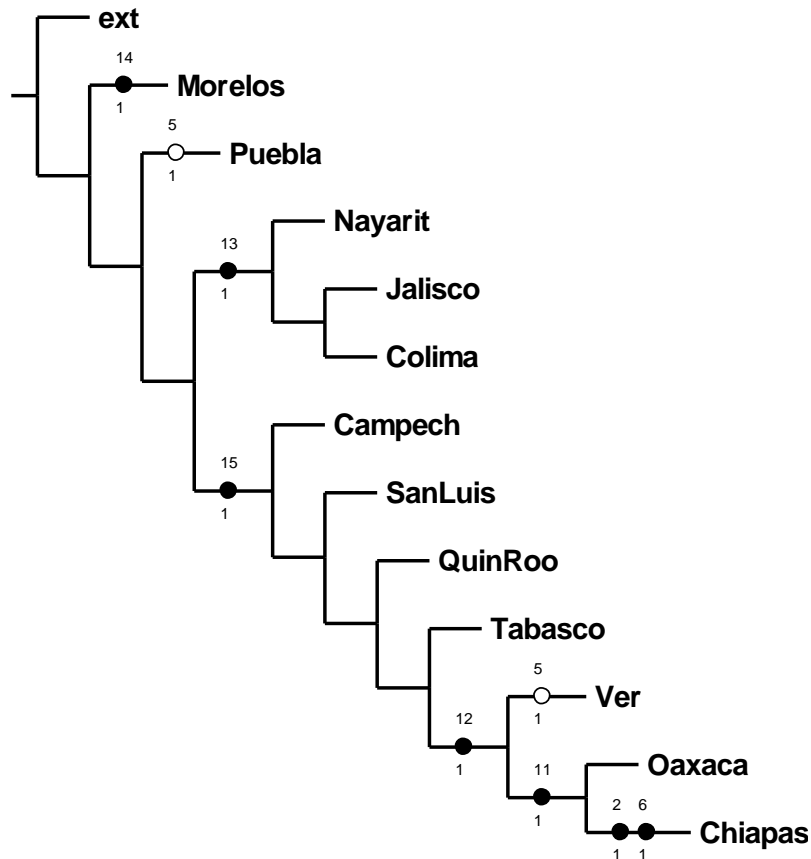 ext
14
Morelos
1
5
Puebla
1
Nayarit
13
1
Jalisco
Colima
Campech
15
1
SanLuis
QuinRoo
Tabasco
5
Ver
1
12
1
Oaxaca
11
1
2 6
Chiapas
1 1